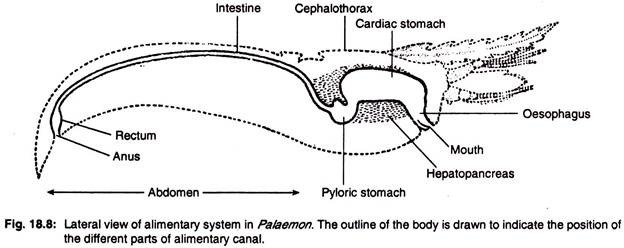 Intestine
Cephalothorax
Cardiac stomach
Oesophagus
Mouth
Hepatopancreas
Rectum
Anus
Abdomen
Pyloric stomach
Fig. 18.8: Lateral view of alimentary system in Palaemon. The outline of the body is drawn to indicate the position of
the different parts of alimentary canal.